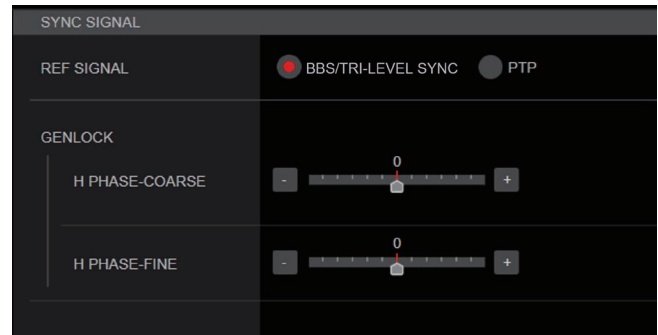 SYNC SIGNAL
REF SIGNAL BBS/TRI-LEVEL SYNC PTP
GENLOCK
0
H PHASE-COARSE - +
0
H PHASE-FINE - +